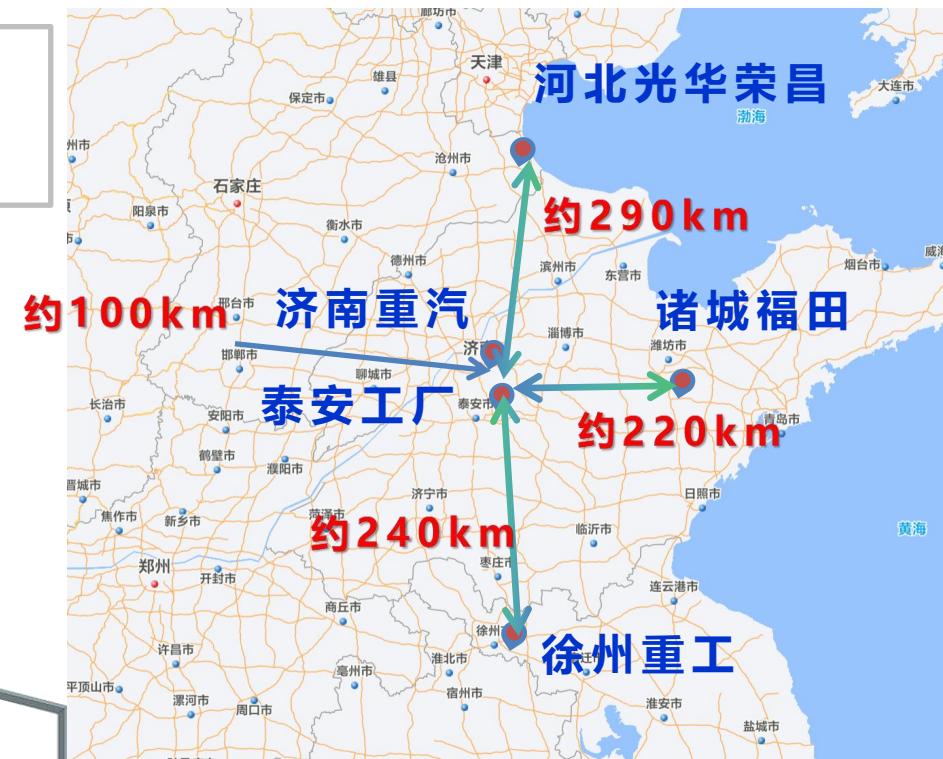 廊坊市
天津
河北光华荣昌
大连市
雄县
保定市
渤海
州市
沧州市
石家庄
阳泉市
衡水市
约290km
德州市
滨州市
东营市
烟台市
威海
约100km
邢台市
济南重汽
诸城福田
淄博市
潍坊市
邯郸市
济南
聊城市
泰安工厂
泰安市
长治市
安阳市
约220km
青岛市
鹤壁市
濮阳市
晋城市
济宁市
日照市
焦作市
新乡市
菏泽市
约240km
临沂市
黄海
枣庄市
郑州
开封市
连云港市
商丘市
徐州
徐州重工
许昌市
淮北市
亳州市
宿州市
平顶山市
漯河市
周口市
淮安市
盐城市